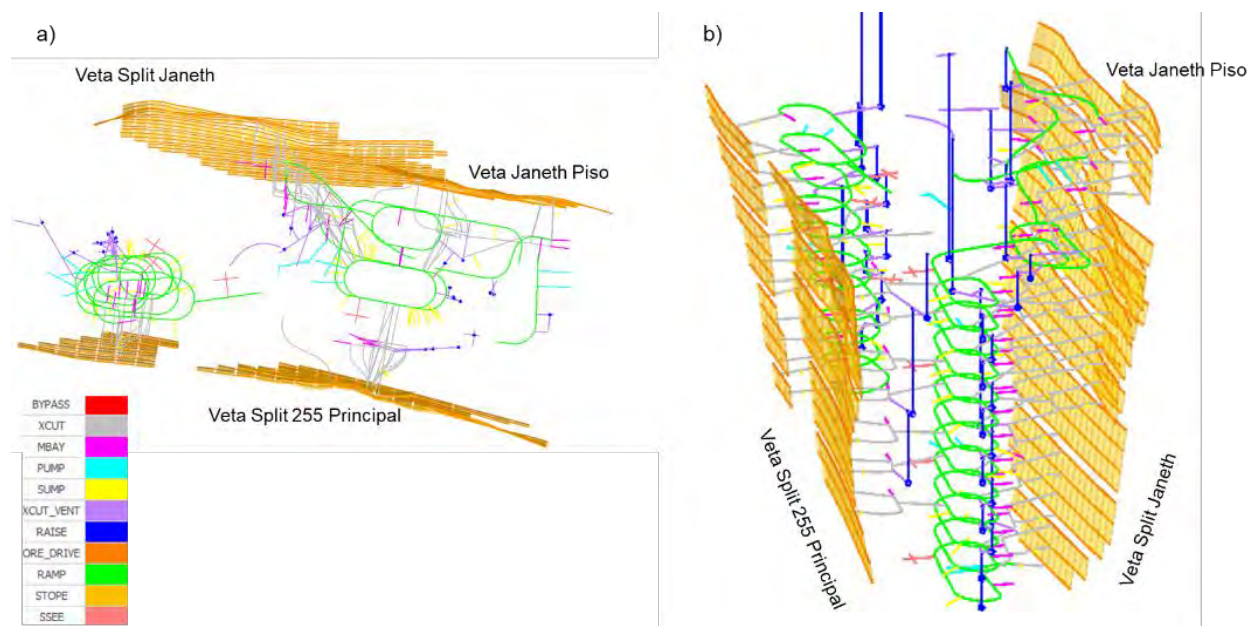 a)
Veta Split Janeth
Veta Janeth Piso
Veta Split 255 Principal
BYPASS
XCUT
MBAY
PUMP
SUMP
XCUT_VENT
RAISE
ORE_DRIVE
RAMP
STOPE
SSEE
b)
Veta Janeth Piso
Veta Split 255 Principal
Veta Split Janeth